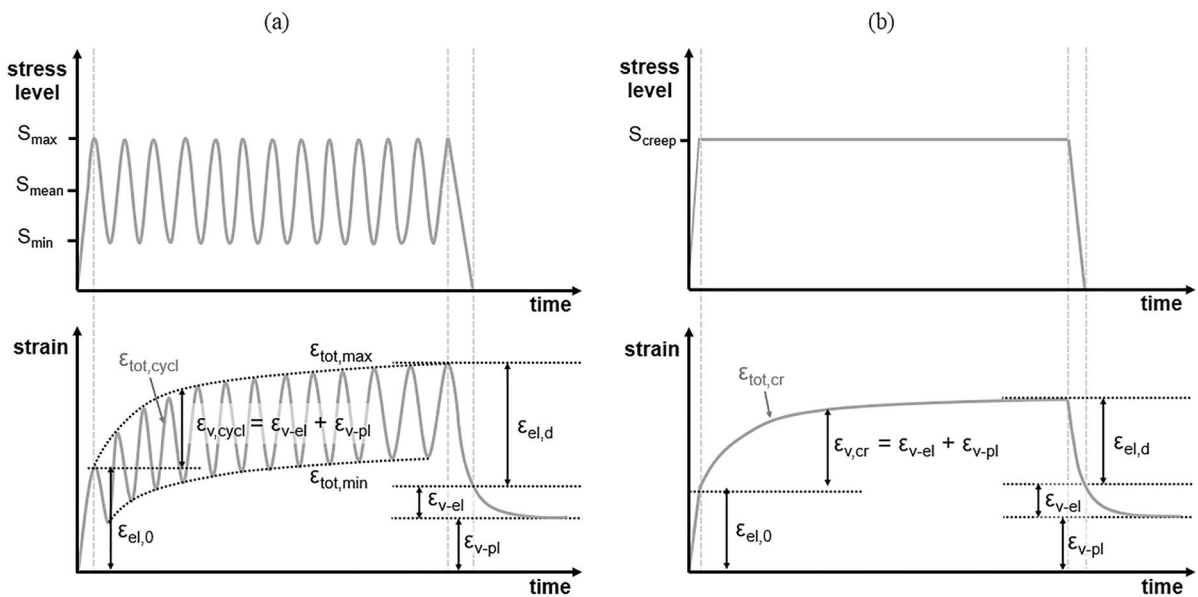 (a)
stress
level
Smax
Smean
Smin
time
strain
εtot,cycl
εtot,max
εv,cycl = εv-el + εv-pl
εel,d
εtot,min
εv-el
εel,0
εv-pl
time
(b)
stress
level
Screep
time
strain
εtot,cr
εv,cr = εv-el + εv-pl
εel,d
εv-el
εel,0
εv-pl
time